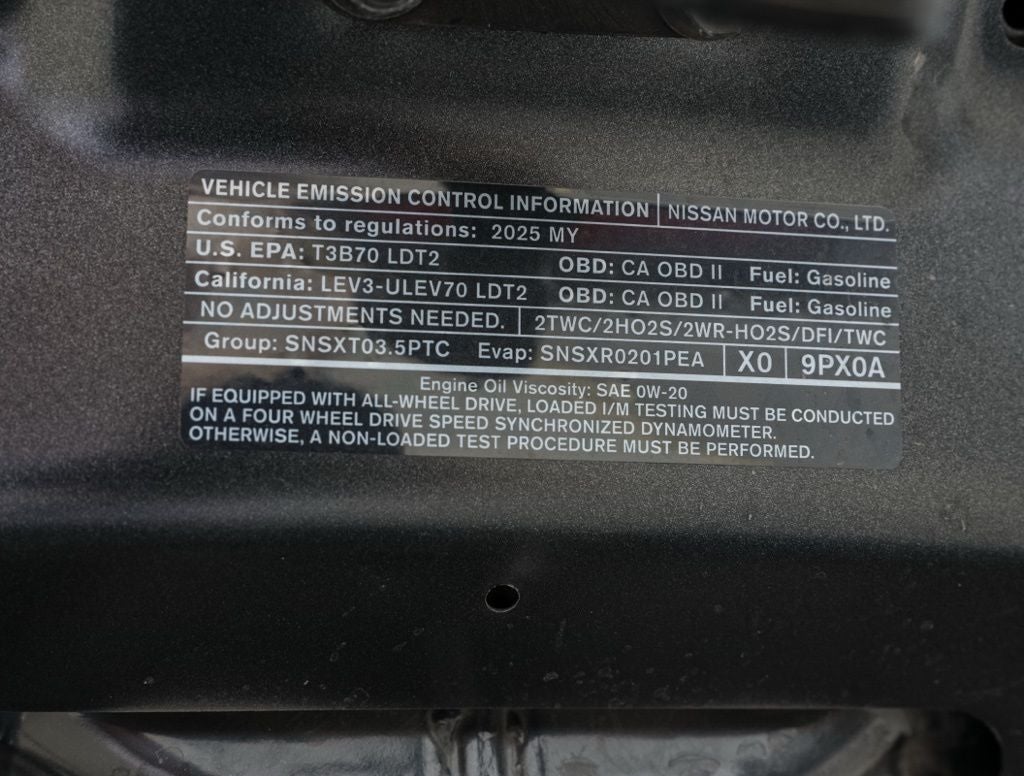 VEHICLE EMISSION CONTROL INFORMATION NISSAN MOTOR CO., LTD.
Conforms to regulations: 2025 MY
U.S. EPA: T3B70 LDT2 OBD: CA OBD II Fuel: Gasoline
California: LEV3-ULEV70 LDT2 OBD: CA OBD II Fuel: Gasoline
NO ADJUSTMENTS NEEDED. 2TWC/2HO2S/2WR-HO2S/DFI/TWC
Group: SNSXT03.5PTC Evap: SNSXR0201PEA X0 9PX0A
Engine Oil Viscosity: SAE 0W-20
IF EQUIPPED WITH ALL-WHEEL DRIVE, LOADED I/M TESTING MUST BE CONDUCTED
ON A FOUR WHEEL DRIVE SPEED SYNCHRONIZED DYNAMOMETER.
OTHERWISE, A NON-LOADED TEST PROCEDURE MUST BE PERFORMED.